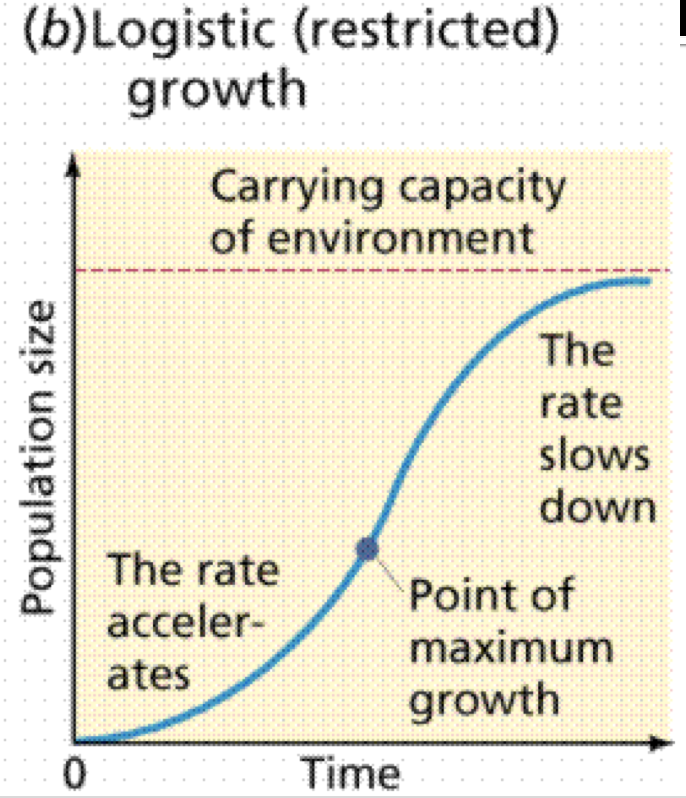 (b)Logistic (restricted)
growth
Carrying capacity
of environment
Population size
The
rate
slows
down
The rate
acceler-
ates
Point of
maximum
growth
0
Time